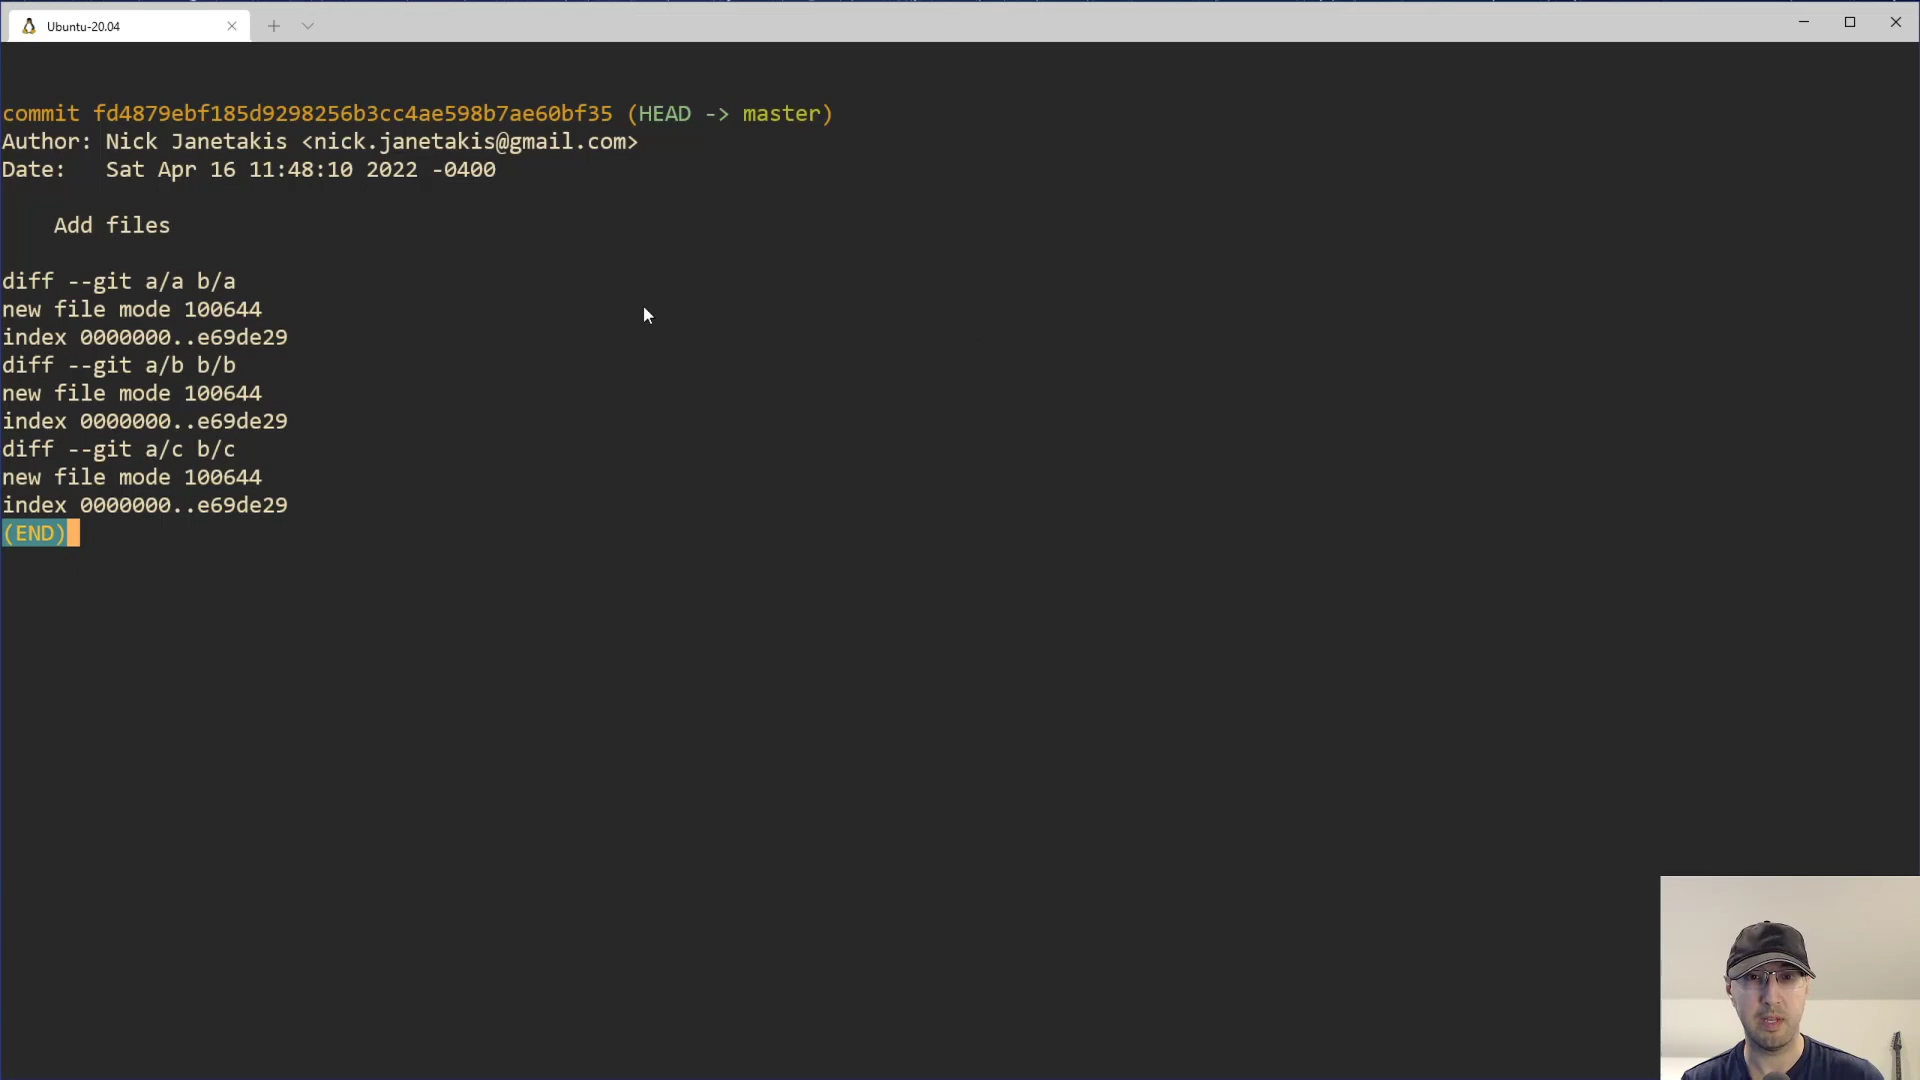 Ubuntu-20.04
commit fd4879ebf185d9298256b3cc4ae598b7ae60bf35 (HEAD -> master)
Author: Nick Janetakis <nick.janetakis@gmail.com>
Date:   Sat Apr 16 11:48:10 2022 -0400
Add files
diff --git a/a b/a
new file mode 100644
index 0000000..e69de29
diff --git a/b b/b
new file mode 100644
index 0000000..e69de29
diff --git a/c b/c
new file mode 100644
index 0000000..e69de29
(END)